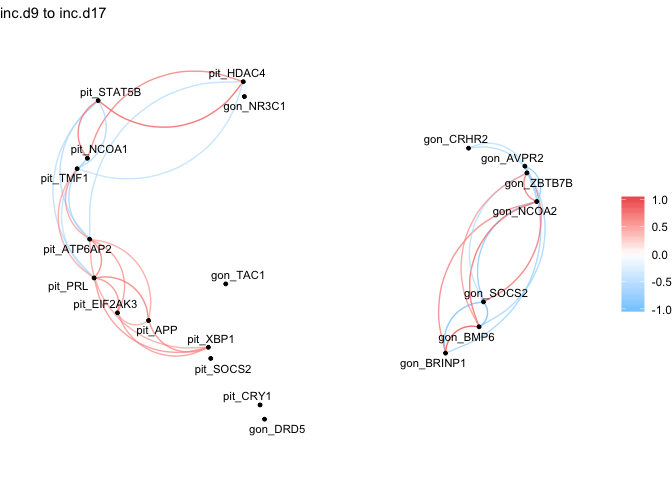 inc.d9 to inc.d17
pit_HDAC4
pit_STAT5B
gon_NR3C1
gon_CRHR2
pit_NCOA1
gon_AVPR2
pit_TMF1
gon_ZBTB7B
1.0
gon_NCOA2
0.5
pit_ATP6AP2
0.0
gon_TAC1
-0.5
pit_PRL
gon_SOCS2
pit_EIF2AK3
-1.0
pit_APP
pit_XBP1
gon_BMP6
gon_BRINP1
pit_SOCS2
pit_CRY1
gon_DRD5